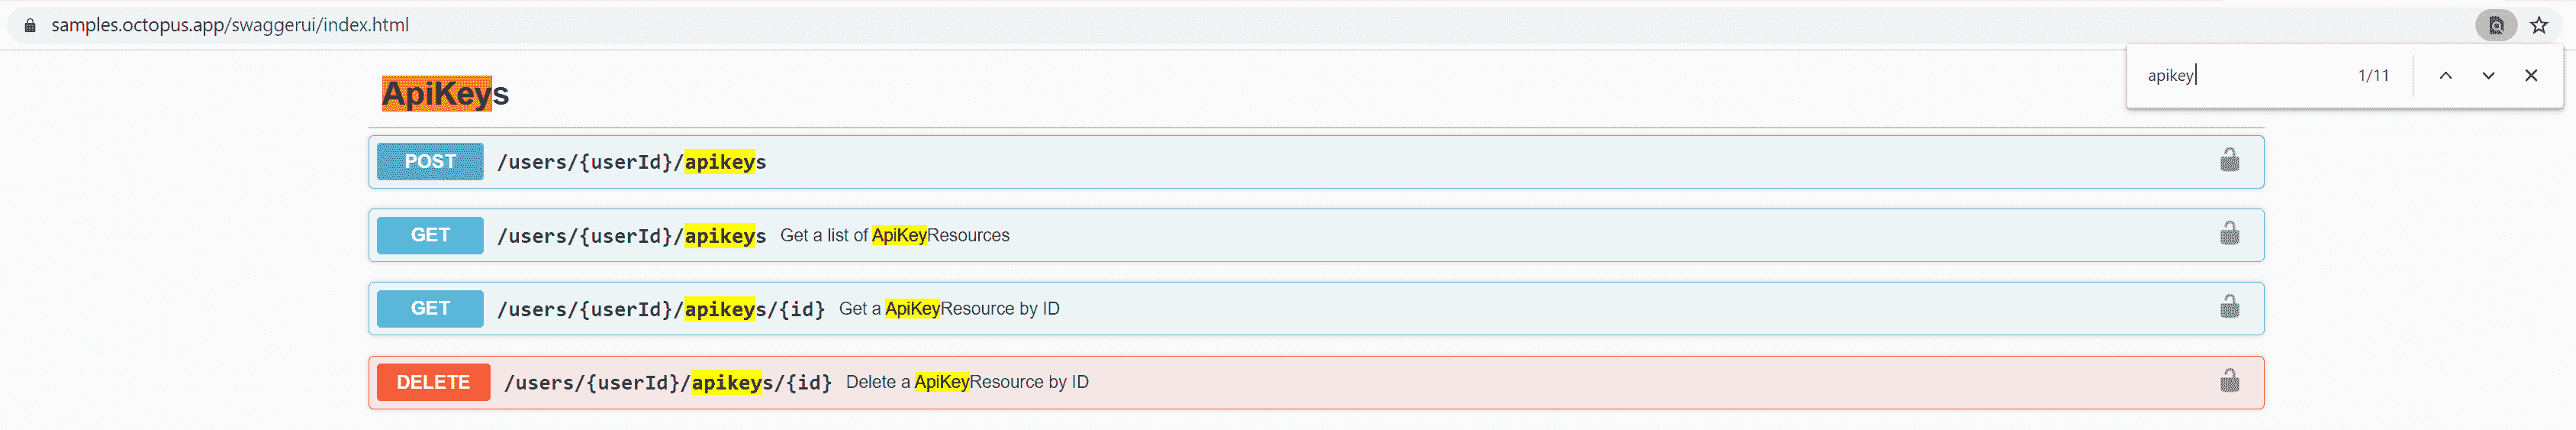 samples.octopus.app/swaggerui/index.html
apikey 1/11
ApiKeys
POST /users/{userId}/apikeys
GET /users/{userId}/apikeys Get a list of ApiKeyResources
GET /users/{userId}/apikeys/{id} Get a ApiKeyResource by ID
DELETE /users/{userId}/apikeys/{id} Delete a ApiKeyResource by ID